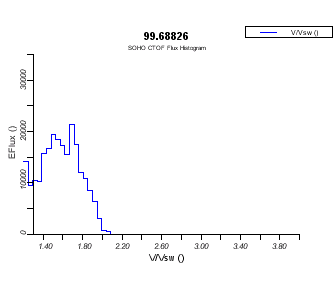 99.68826
SOHO CTOF Flux Histogram
V/Vsw ()
EFlux ()
30000
20000
10000
0
1.40 1.80 2.20 2.60 3.00 3.40 3.80
V/Vsw ()